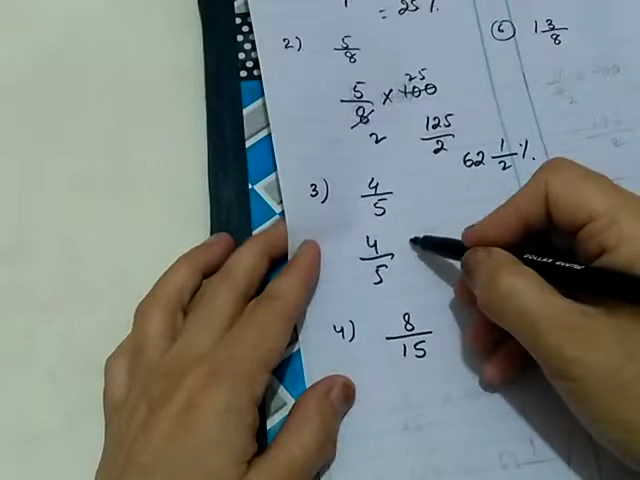 = 25%.
2) 5/8
5/8 × 100 25
2
125/2
62 1/2 %.
3) 4/5
4/5
4) 8/15
6 1 3/8
DOLLAR